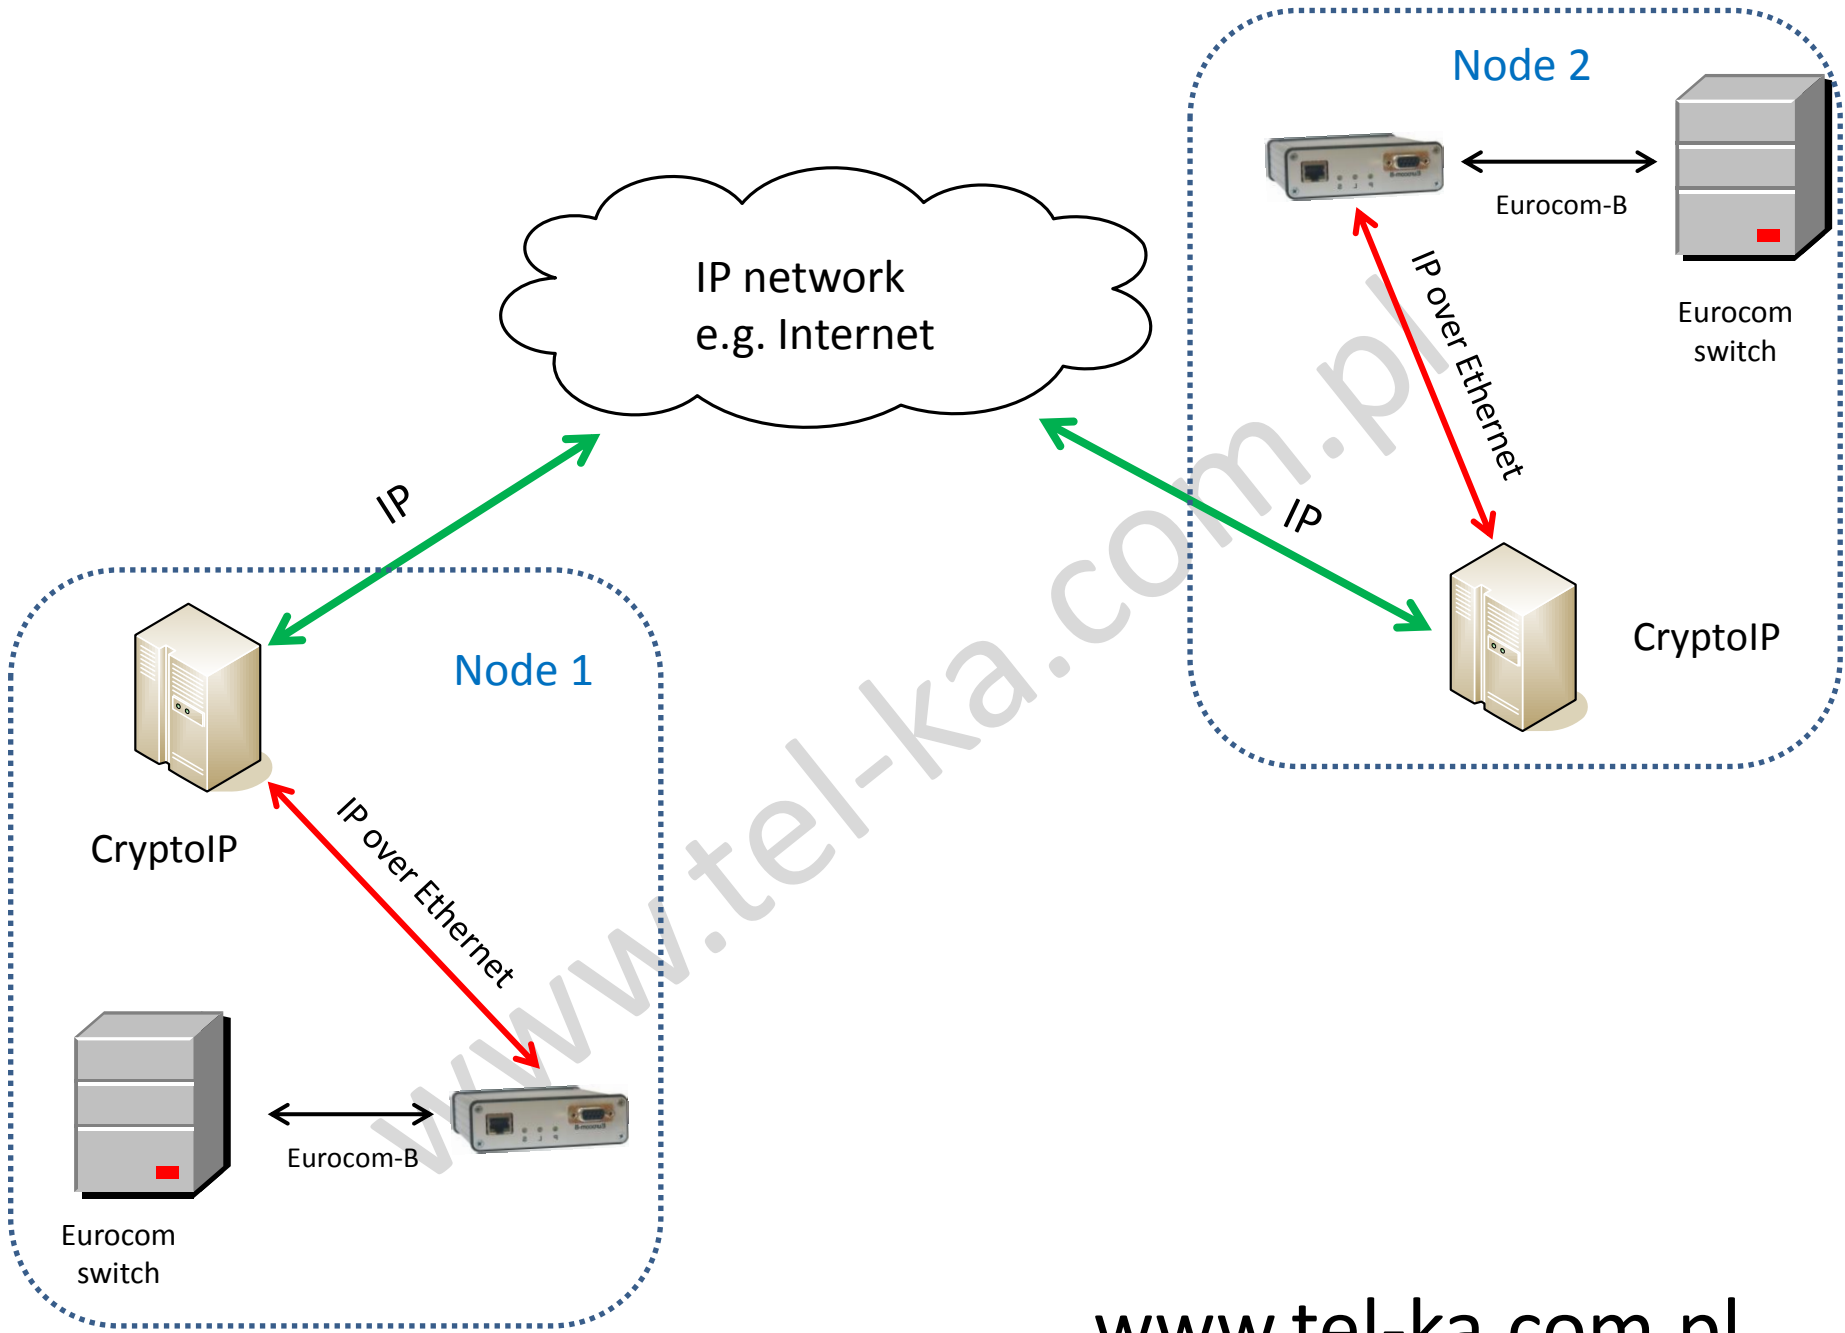 Node 2
Eurocom-B
IP over Ethernet
Eurocom
switch
IP network
e.g. Internet
IP
IP
CryptoIP
Node 1
CryptoIP
IP over Ethernet
Eurocom-B
Eurocom
switch
www.tel-ka.com.pl
www.tel-ka.com.pl